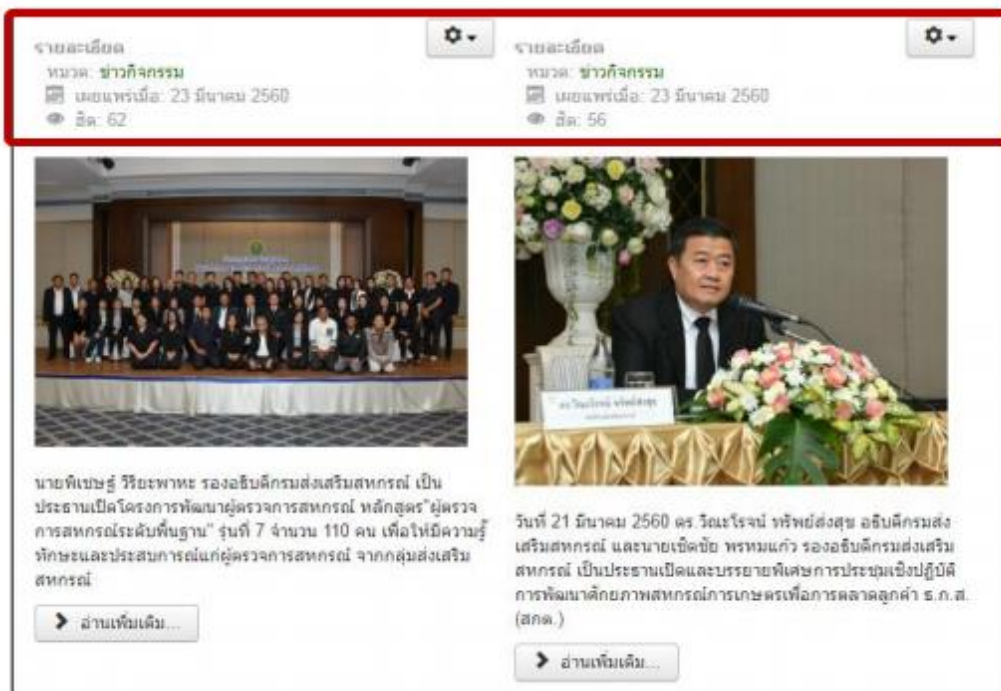 รายละเอียด
หมวด: ข่าวกิจกรรม
เผยแพร่เมื่อ: 23 มีนาคม 2560
ฮิต: 62
นายพิเชษฐ์ วิริยะพาหะ รองอธิบดีกรมส่งเสริมสหกรณ์ เป็น
ประธานเปิดโครงการพัฒนาผู้ตรวจการสหกรณ์ หลักสูตร"ผู้ตรวจ
การสหกรณ์ระดับพื้นฐาน" รุ่นที่ 7 จำนวน 110 คน เพื่อให้มีความรู้
ทักษะและประสบการณ์แก่ผู้ตรวจการสหกรณ์ จากกลุ่มส่งเสริม
สหกรณ์
อ่านเพิ่มเติม...
รายละเอียด
หมวด: ข่าวกิจกรรม
เผยแพร่เมื่อ: 23 มีนาคม 2560
ฮิต: 56
ดร.วิณะโรจน์ ทรัพย์ส่งสุข
วันที่ 21 มีนาคม 2560 ดร.วิณะโรจน์ ทรัพย์ส่งสุข อธิบดีกรมส่ง
เสริมสหกรณ์ และนายเชิดชัย พรหมแก้ว รองอธิบดีกรมส่งเสริม
สหกรณ์ เป็นประธานเปิดและบรรยายพิเศษการประชุมเชิงปฏิบัติ
การพัฒนาศักยภาพสหกรณ์การเกษตรเพื่อการตลาดลูกค้า ธ.ก.ส.
(สกต.)
อ่านเพิ่มเติม...